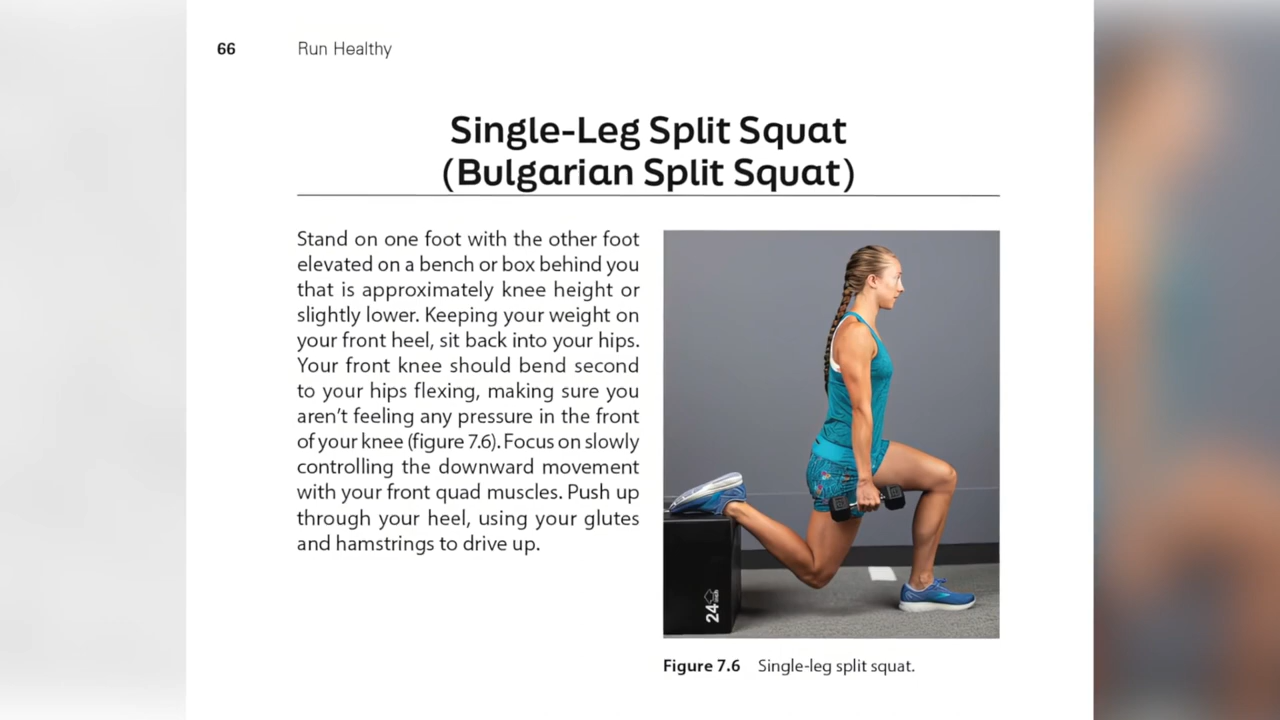 66 Run Healthy
Single-Leg Split Squat
(Bulgarian Split Squat)
Stand on one foot with the other foot
elevated on a bench or box behind you
that is approximately knee height or
slightly lower. Keeping your weight on
your front heel, sit back into your hips.
Your front knee should bend second
to your hips flexing, making sure you
aren’t feeling any pressure in the front
of your knee (figure 7.6). Focus on slowly
controlling the downward movement
with your front quad muscles. Push up
through your heel, using your glutes
and hamstrings to drive up.
24
Figure 7.6 Single-leg split squat.